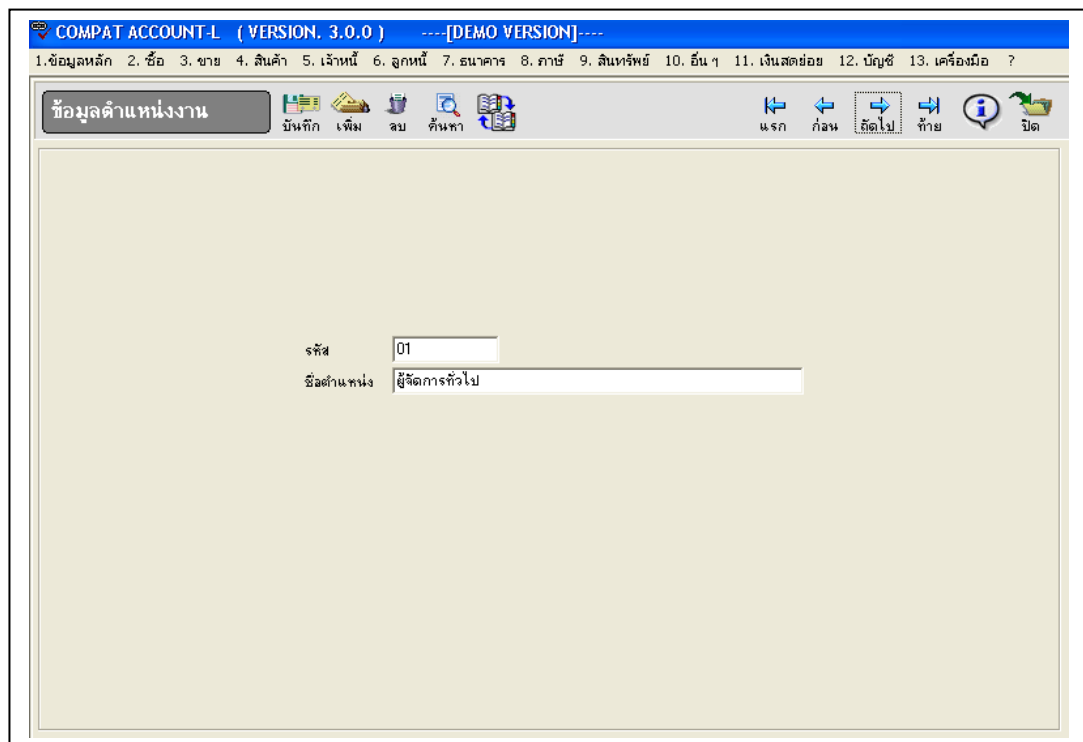 COMPAT ACCOUNT-L ( VERSION. 3.0.0 ) ----[DEMO VERSION]----
1.ข้อมูลหลัก 2. ซื้อ 3. ขาย 4. สินค้า 5. เจ้าหนี้ 6. ลูกหนี้ 7. ธนาคาร 8. ภาษี 9. สินทรัพย์ 10. อื่น ๆ 11. เงินสดย่อย 12. บัญชี 13. เครื่องมือ ?
ข้อมูลตำแหน่งงาน
บันทึก เพิ่ม ลบ ค้นหา แรก ก่อน ถัดไป ท้าย ปิด
รหัส 01
ชื่อตำแหน่ง ผู้จัดการทั่วไป